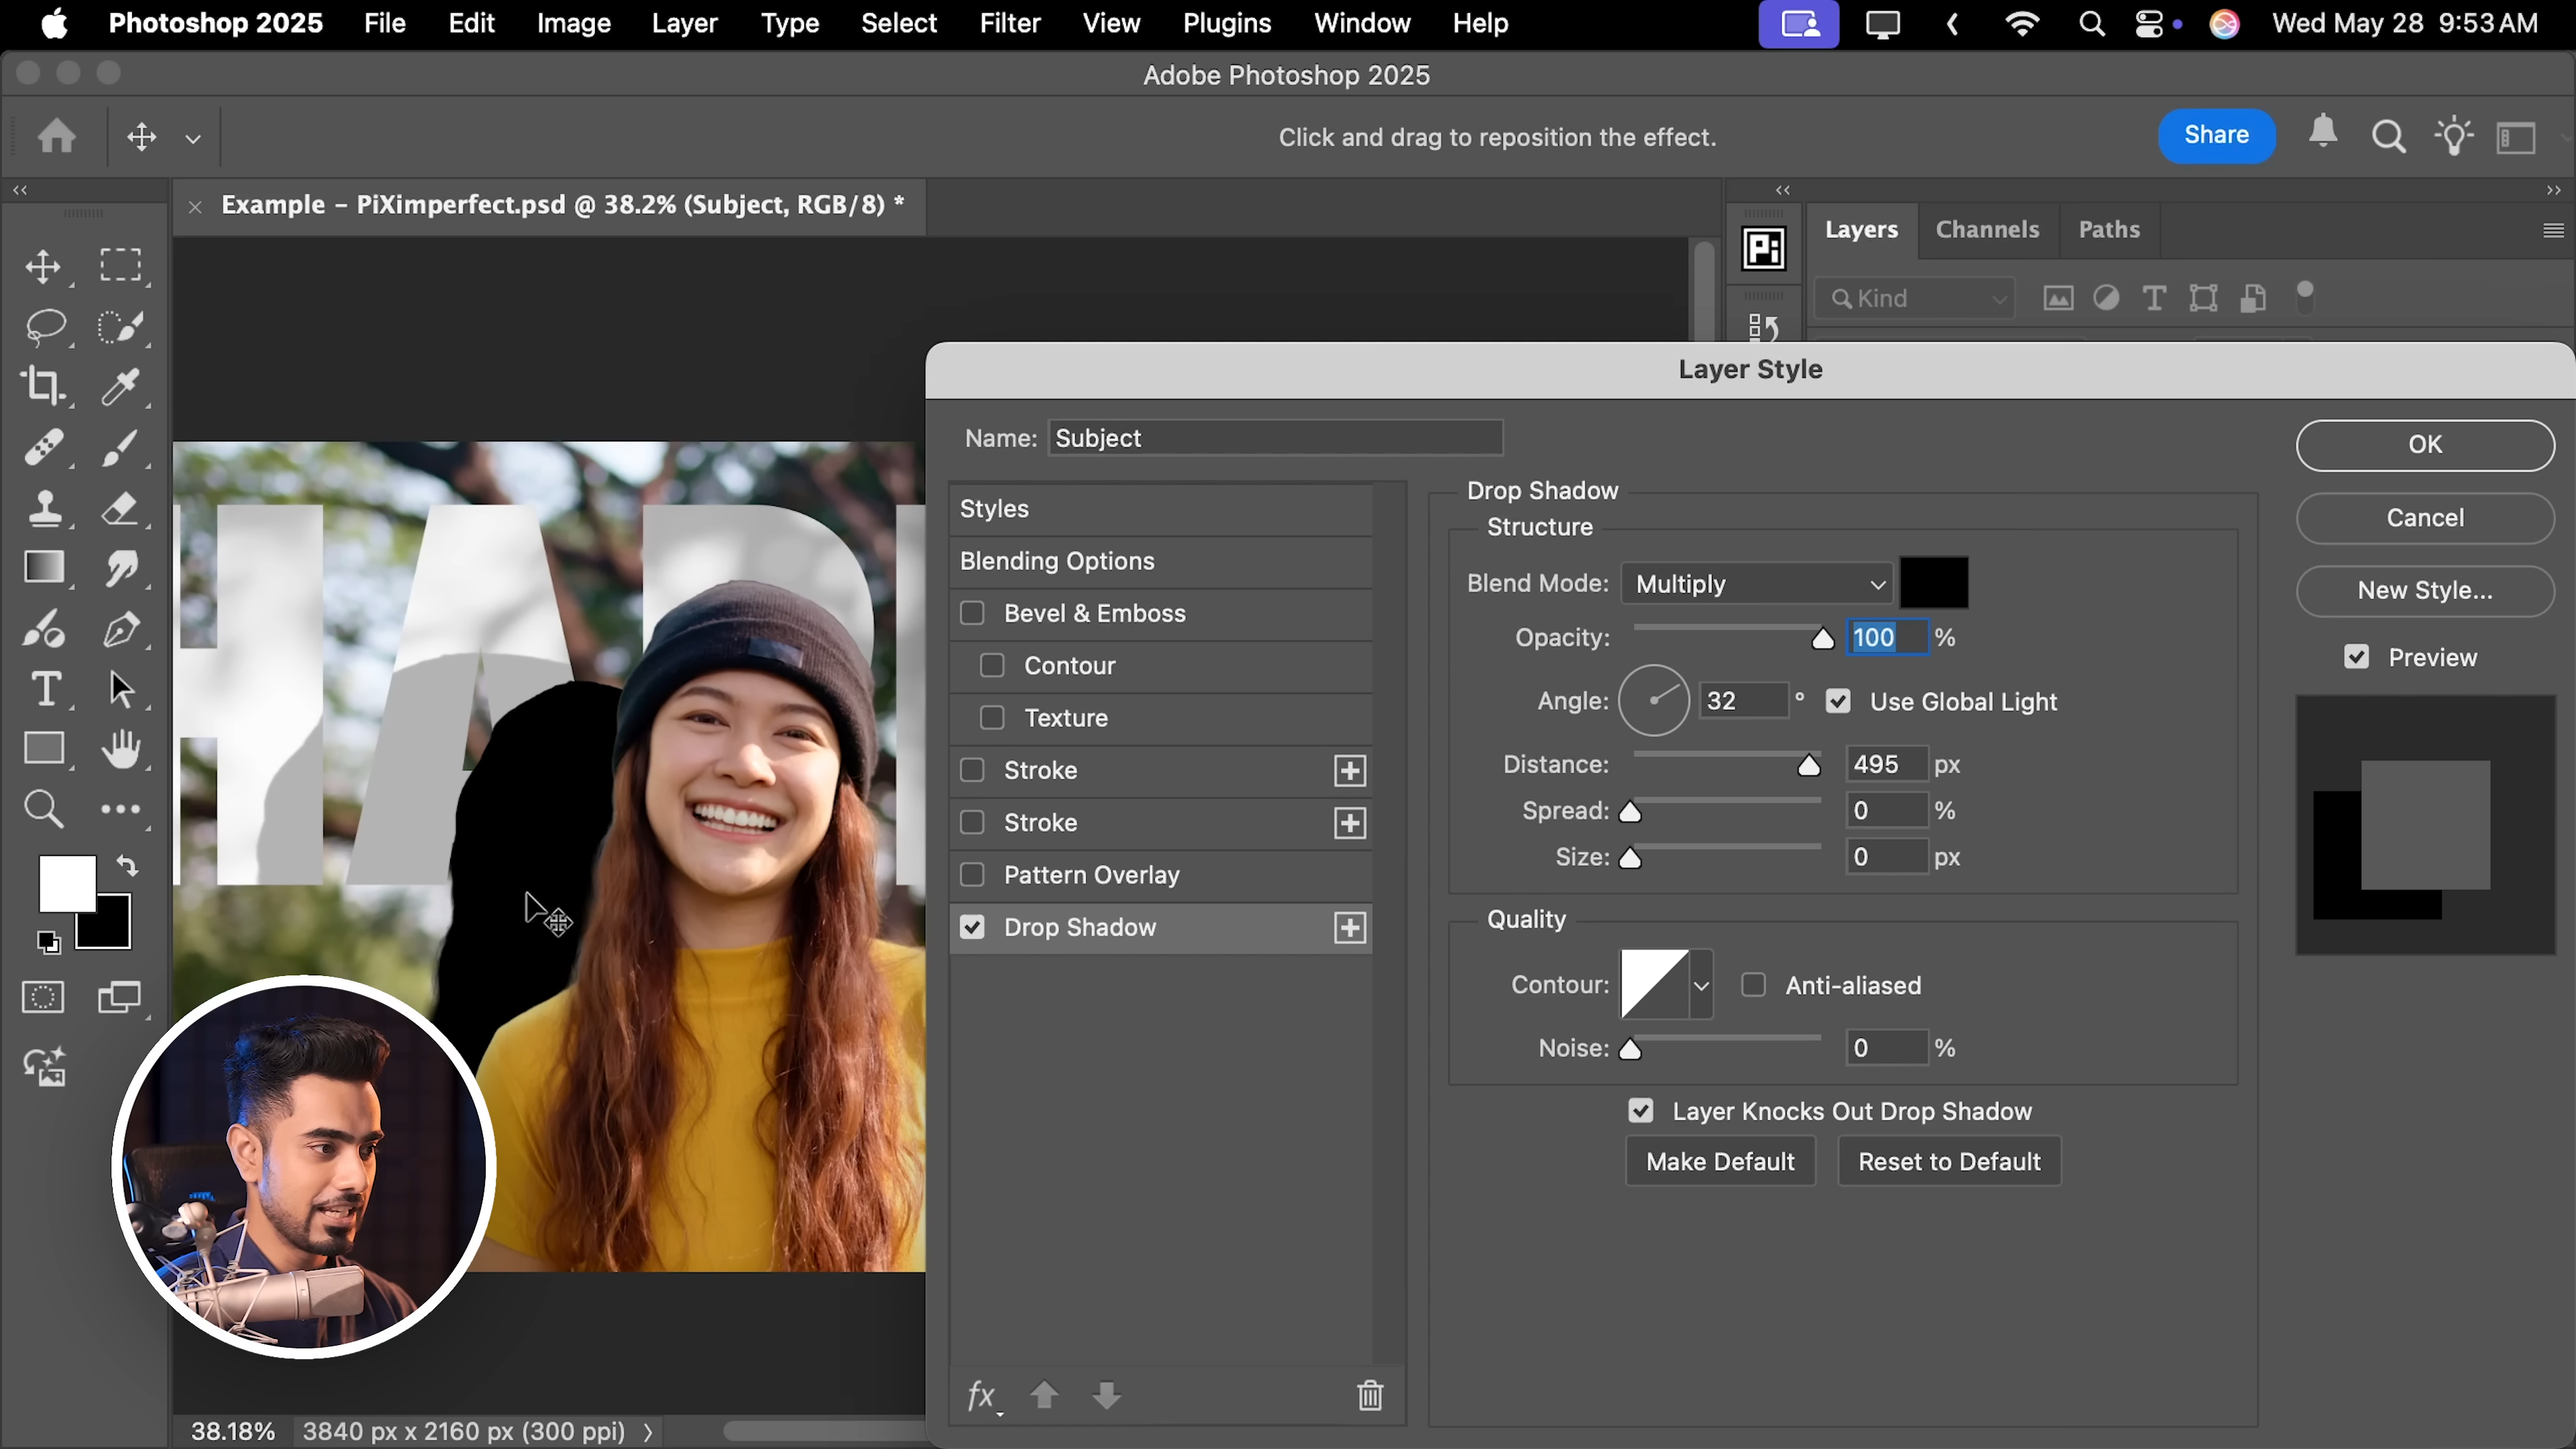 Photoshop 2025 File Edit Image Layer Type Select Filter View Plugins Window Help Wed May 28 9:53 AM
Adobe Photoshop 2025
Click and drag to reposition the effect. Share
Example – PiXimperfect.psd @ 38.2% (Subject, RGB/8) *
Layers Channels Paths
Pi
Kind
Layer Style
Name: Subject
OK
Cancel
New Style...
Preview
Styles
Blending Options
Bevel & Emboss
Contour
Texture
Stroke
Stroke
Pattern Overlay
Drop Shadow
fx
Drop Shadow
Structure
Blend Mode: Multiply
Opacity: 100 %
Angle: 32 ° Use Global Light
Distance: 495 px
Spread: 0 %
Size: 0 px
Quality
Contour: Anti-aliased
Noise: 0 %
Layer Knocks Out Drop Shadow
Make Default Reset to Default
38.18% 3840 px x 2160 px (300 ppi)